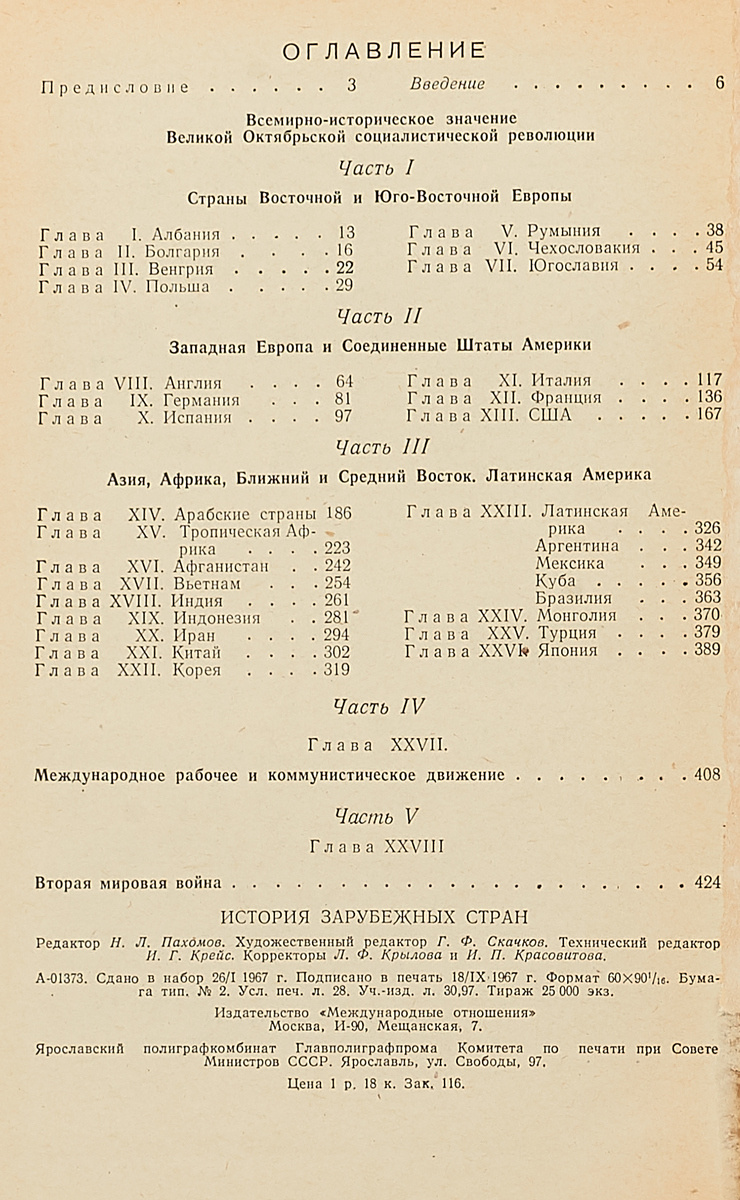 ОГЛАВЛЕНИЕ
Предисловие . . . . . . 3 Введение . . . . . . . . . . 6
Всемирно-историческое значение
Великой Октябрьской социалистической революции
Часть I
Страны Восточной и Юго-Восточной Европы
Глава I. Албания . . . . . 13
Глава II. Болгария . . . . 16
Глава III. Венгрия . . . . . 22
Глава IV. Польша . . . . . 29
Глава V. Румыния . . . . 38
Глава VI. Чехословакия . . . 45
Глава VII. Югославия . . . . 54
Часть II
Западная Европа и Соединенные Штаты Америки
Глава VIII. Англия . . . . 64
Глава IX. Германия . . . 81
Глава X. Испания . . . . 97
Глава XI. Италия . . . . 117
Глава XII. Франция . . . . 136
Глава XIII. США . . . . . 167
Часть III
Азия, Африка, Ближний и Средний Восток. Латинская Америка
Глава XIV. Арабские страны 186
Глава XV. Тропическая Аф-
рика . . . . 223
Глава XVI. Афганистан . . 242
Глава XVII. Вьетнам . . . 254
Глава XVIII. Индия . . . . 261
Глава XIX. Индонезия . . 281
Глава XX. Иран . . . . 294
Глава XXI. Китай . . . . 302
Глава XXII. Корея . . . . 319
Глава XXIII. Латинская Аме-
рика . . . . 326
Аргентина . . . 342
Мексика . . . 349
Куба . . . . . 356
Бразилия . . . 363
Глава XXIV. Монголия . . . 370
Глава XXV. Турция . . . . 379
Глава XXVI. Япония . . . . 389
Часть IV
Глава XXVII.
Международное рабочее и коммунистическое движение . . . . . . . . . 408
Часть V
Глава XXVIII
Вторая мировая война . . . . . . . . . . . . . . . . . . . . . . . 424
ИСТОРИЯ ЗАРУБЕЖНЫХ СТРАН
Редактор Н. Л. Пахомов. Художественный редактор Г. Ф. Скачков. Технический редактор
И. Г. Крейс. Корректоры Л. Ф. Крылова и И. П. Красовитова.
А-01373. Сдано в набор 26/I 1967 г. Подписано в печать 18/IX 1967 г. Формат 60×90¹/₁₆. Бума-
га тип. № 2. Усл. печ. л. 28. Уч.-изд. л. 30,97. Тираж 25 000 экз.
Издательство «Международные отношения»
Москва, И-90, Мещанская, 7.
Ярославский полиграфкомбинат Главполиграфпрома Комитета по печати при Совете
Министров СССР. Ярославль, ул. Свободы, 97.
Цена 1 р. 18 к. Зак. 116.